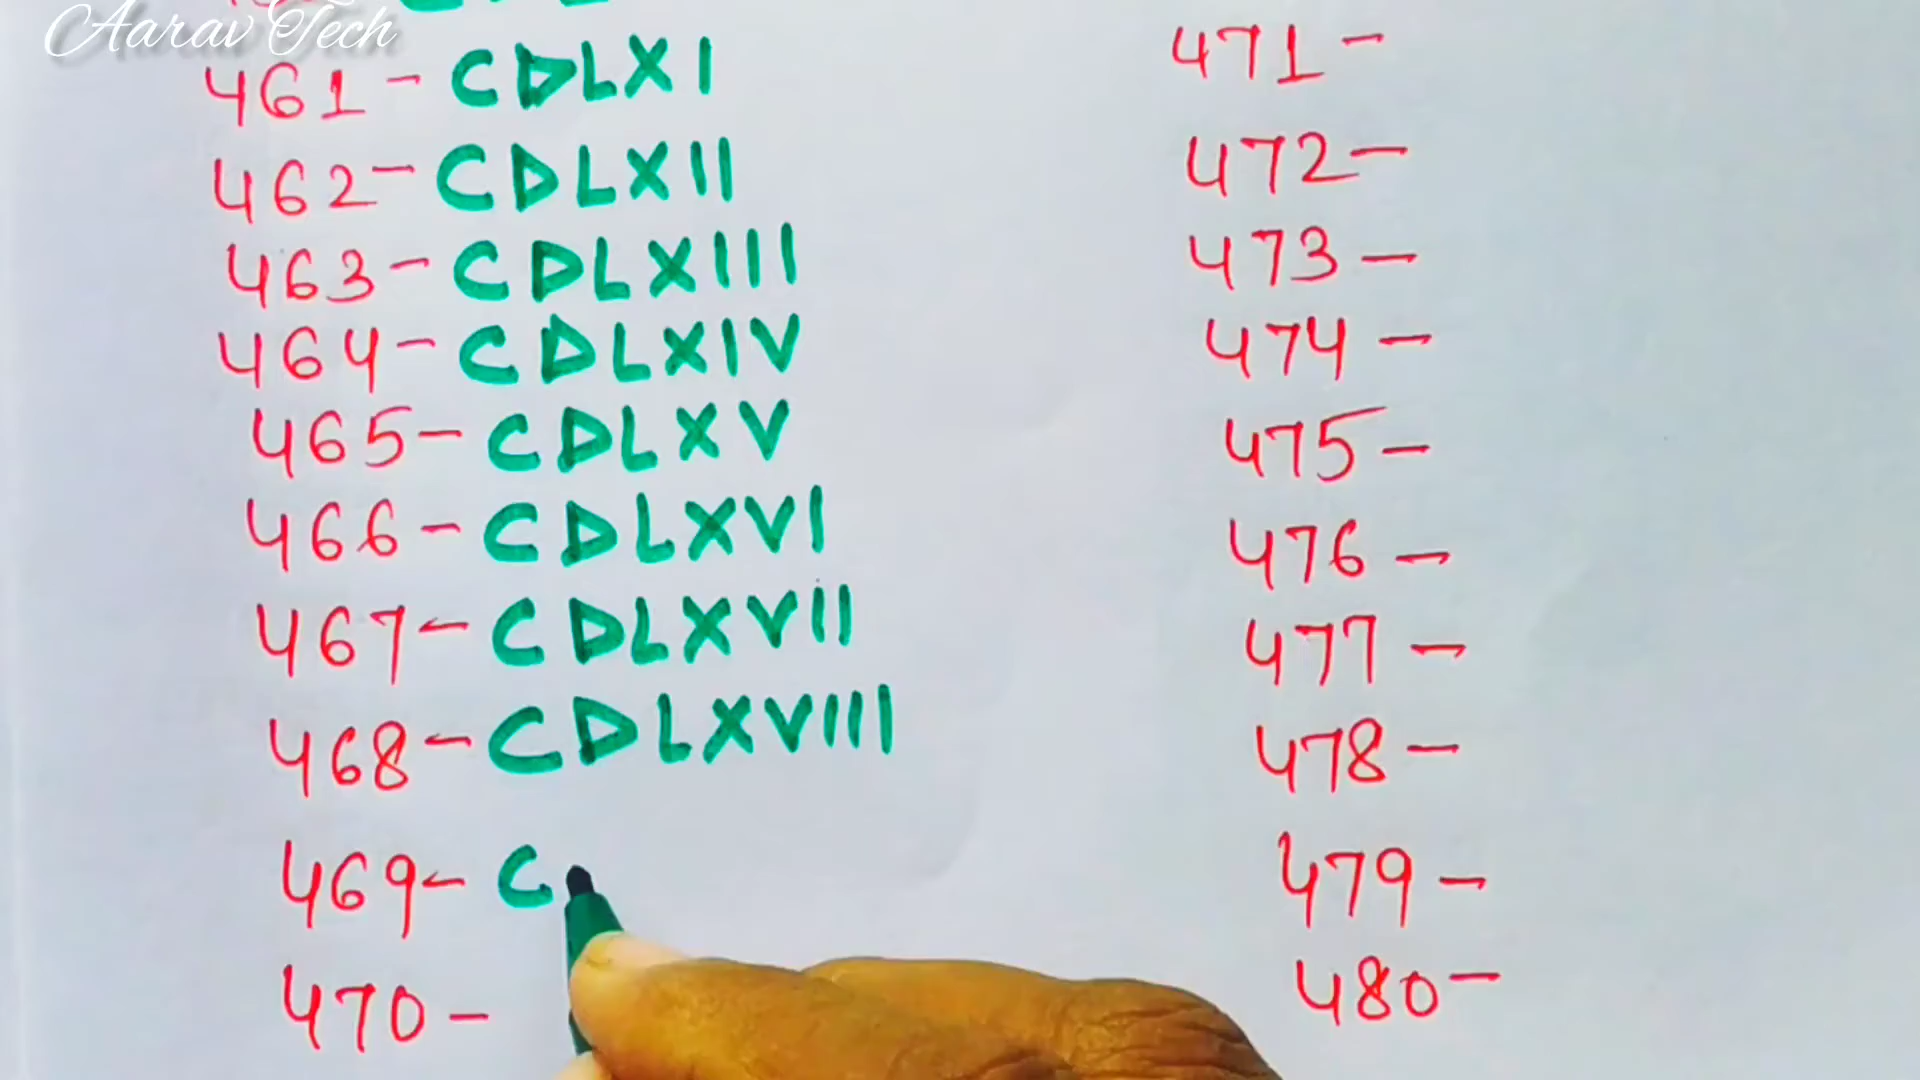 Aarav Tech
461 - CDLXI
462 - CDLXII
463 - CDLXIII
464 - CDLXIV
465 - CDLXV
466 - CDLXVI
467 - CDLXVII
468 - CDLXVIII
469 - C
470 -
471 -
472 -
473 -
474 -
475 -
476 -
477 -
478 -
479 -
480 -